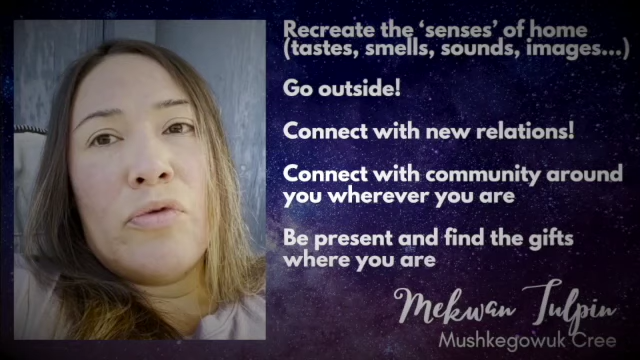 Recreate the ‘senses’ of home
(tastes, smells, sounds, images...)
Go outside!
Connect with new relations!
Connect with community around
you wherever you are
Be present and find the gifts
where you are
Mekwan Tulpin
Mushkegowuk Cree